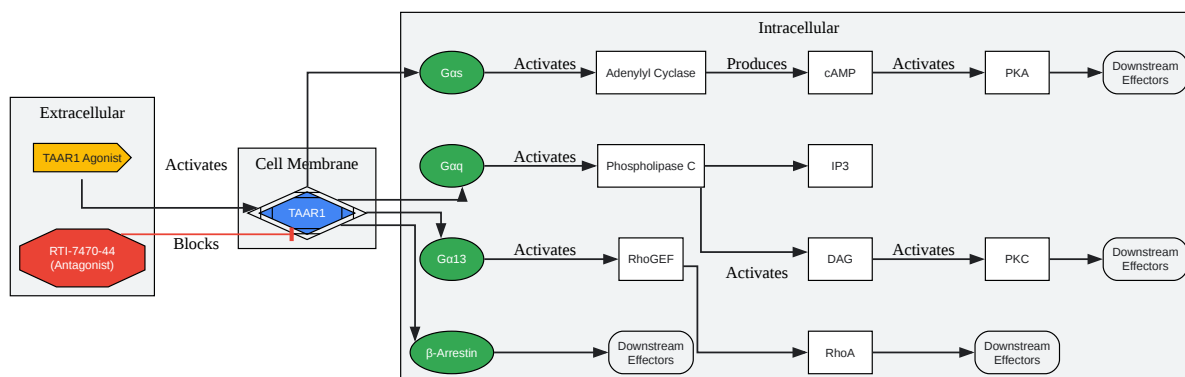 Intracellular
Gαs
Activates
Adenylyl Cyclase
Produces
cAMP
Activates
PKA
Downstream
Effectors
Extracellular
TAAR1 Agonist
Activates
Cell Membrane
TAAR1
RTI-7470-44
(Antagonist)
Blocks
Gαq
Activates
Phospholipase C
IP3
Gα13
Activates
RhoGEF
Activates
DAG
Activates
PKC
Downstream
Effectors
β-Arrestin
Downstream
Effectors
RhoA
Downstream
Effectors